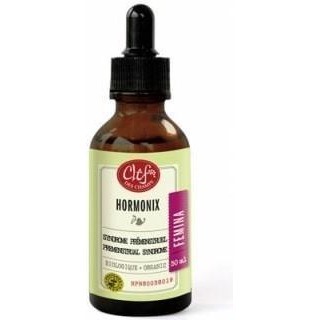 Clef
DES CHAMPS
HORMONIX
SYNDROME PRÉMENSTRUEL
PREMENSTRUAL SYNDROME
BIOLOGIQUE • ORGANIC
FEMINA
50 ml